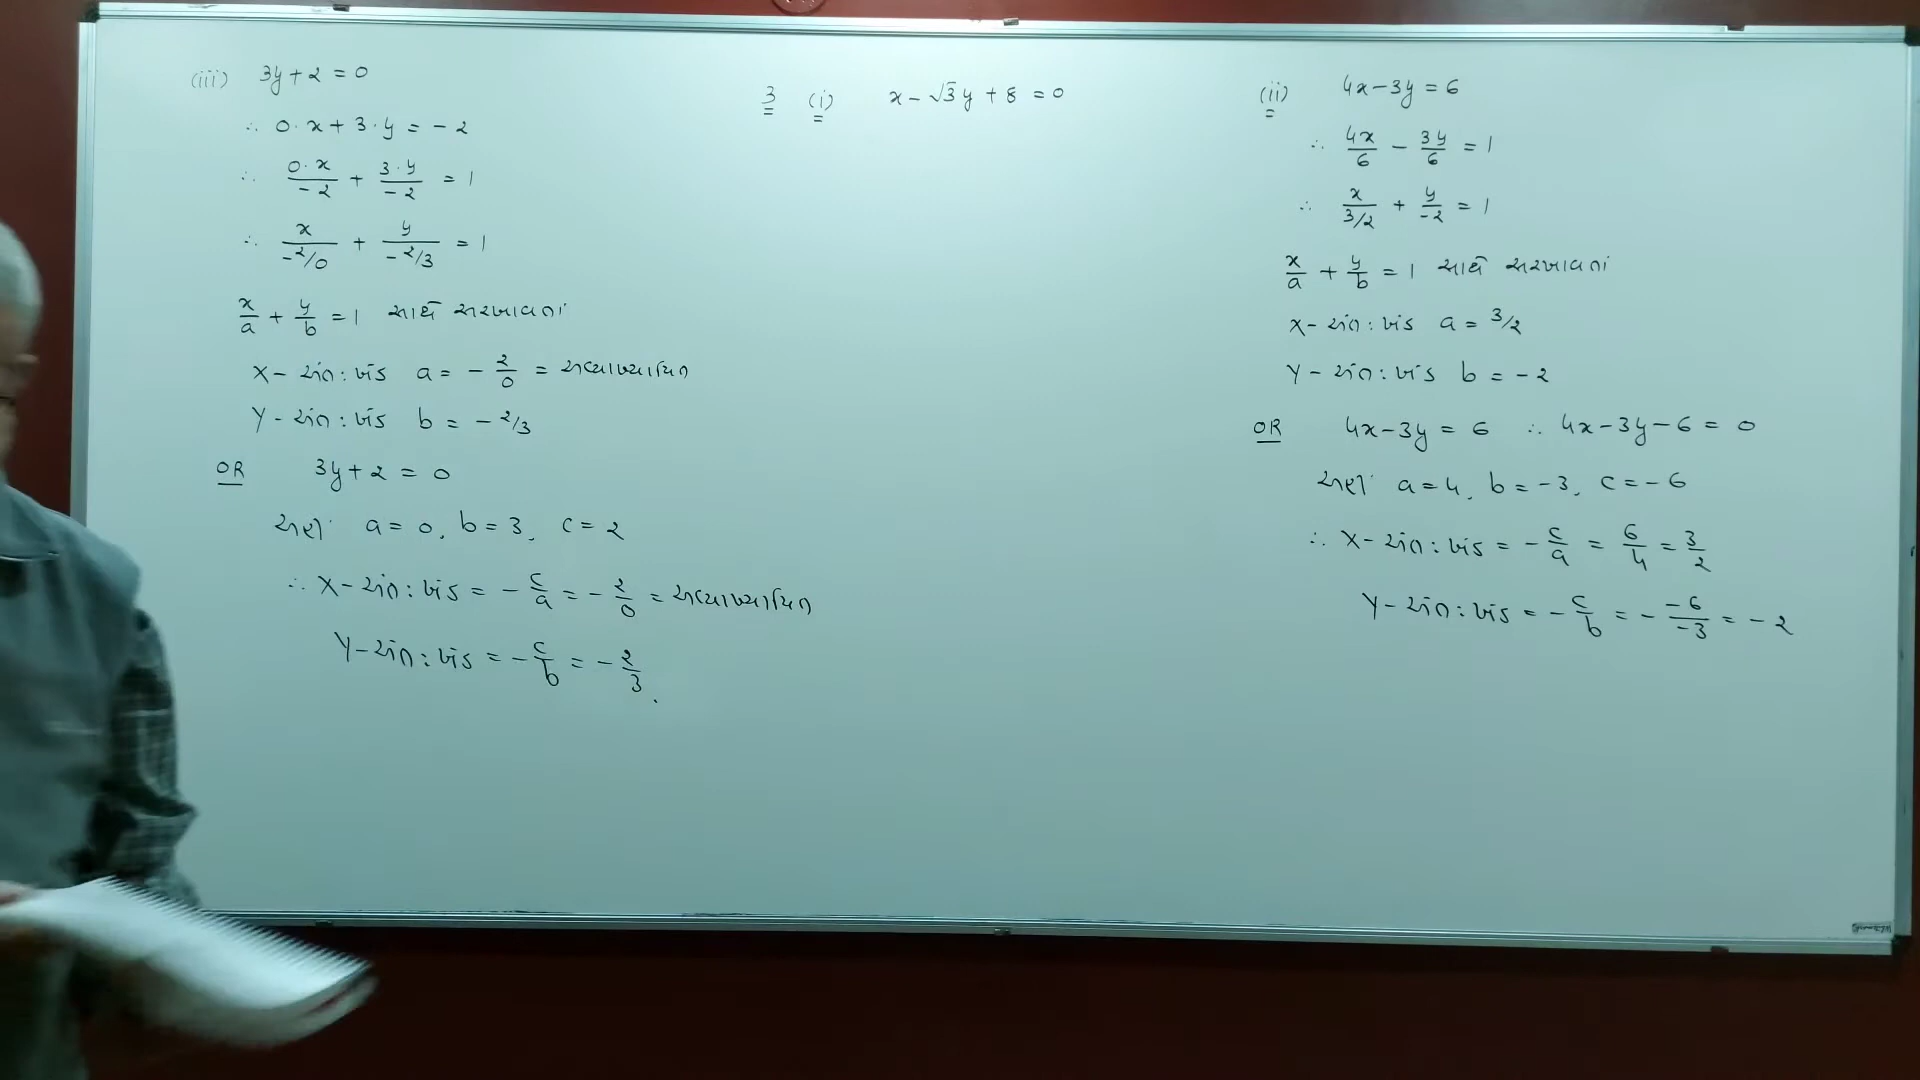 (iii) 3y + 2 = 0
∴ 0·x + 3·y = -2
∴ 0·x/-2 + 3·y/-2 = 1
∴ x/-2/0 + y/-2/3 = 1
x/a + y/b = 1 સાથે સરખાવતાં
X - અંત:ખંડ a = - 2/0 = અવ્યાખ્યાયિત
Y - અંત:ખંડ b = - 2/3
OR 3y + 2 = 0
અહીં a = 0, b = 3, c = 2
∴ X - અંત:ખંડ = - c/a = - 2/0 = અવ્યાખ્યાયિત
Y - અંત:ખંડ = - c/b = - 2/3
3 (i) x - √3 y + 8 = 0
(ii) 4x - 3y = 6
∴ 4x/6 - 3y/6 = 1
∴ x/3/2 + y/-2 = 1
x/a + y/b = 1 સાથે સરખાવતાં
X - અંત:ખંડ a = 3/2
Y - અંત:ખંડ b = -2
OR 4x - 3y = 6 ∴ 4x - 3y - 6 = 0
અહીં a = 4, b = -3, c = -6
∴ X - અંત:ખંડ = - c/a = 6/4 = 3/2
Y - અંત:ખંડ = - c/b = - -6/-3 = -2